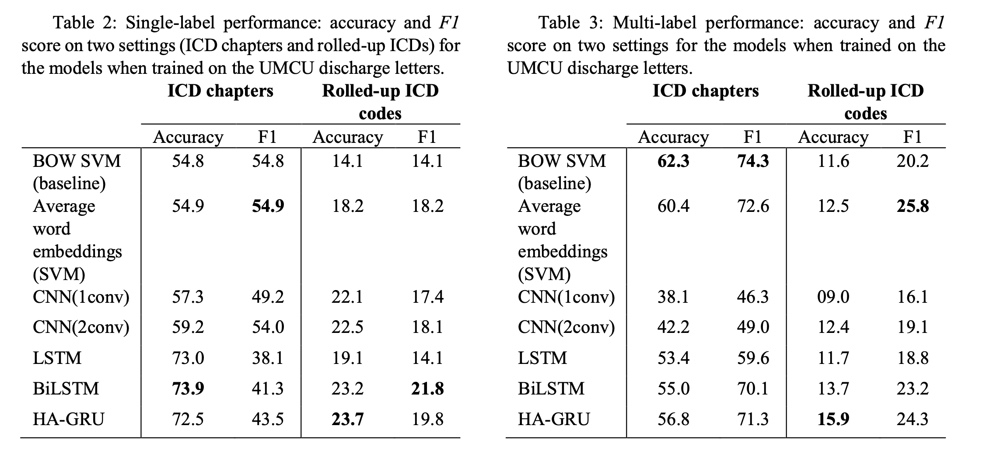 Table 2: Single-label performance: accuracy and F1
score on two settings (ICD chapters and rolled-up ICDs) for
the models when trained on the UMCU discharge letters.
ICD chapters Rolled-up ICD
codes
Accuracy F1 Accuracy F1
BOW SVM 54.8 54.8 14.1 14.1
(baseline)
Average 54.9 54.9 18.2 18.2
word
embeddings
(SVM)
CNN(1conv) 57.3 49.2 22.1 17.4
CNN(2conv) 59.2 54.0 22.5 18.1
LSTM 73.0 38.1 19.1 14.1
BiLSTM 73.9 41.3 23.2 21.8
HA-GRU 72.5 43.5 23.7 19.8
Table 3: Multi-label performance: accuracy and F1
score on two settings for the models when trained on the
UMCU discharge letters.
ICD chapters Rolled-up ICD
codes
Accuracy F1 Accuracy F1
BOW SVM 62.3 74.3 11.6 20.2
(baseline)
Average 60.4 72.6 12.5 25.8
word
embeddings
(SVM)
CNN(1conv) 38.1 46.3 09.0 16.1
CNN(2conv) 42.2 49.0 12.4 19.1
LSTM 53.4 59.6 11.7 18.8
BiLSTM 55.0 70.1 13.7 23.2
HA-GRU 56.8 71.3 15.9 24.3